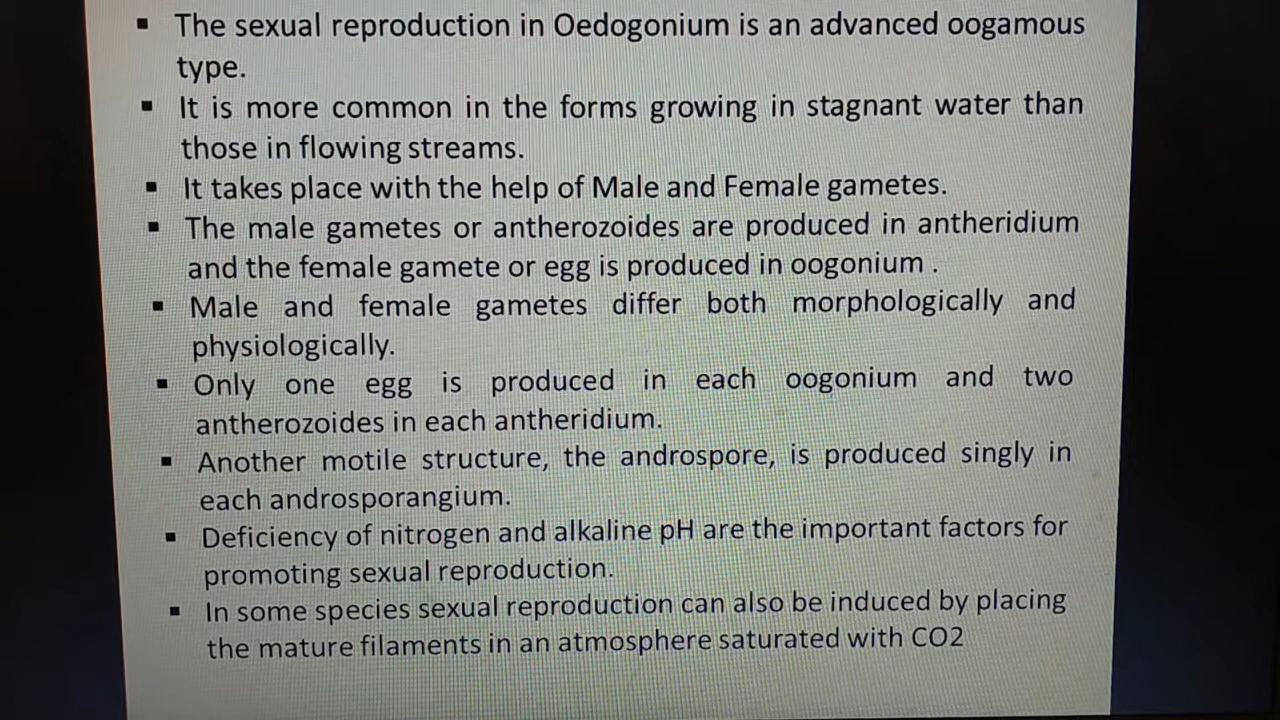 ▪ The sexual reproduction in Oedogonium is an advanced oogamous
type.
▪ It is more common in the forms growing in stagnant water than
those in flowing streams.
▪ It takes place with the help of Male and Female gametes.
▪ The male gametes or antherozoides are produced in antheridium
and the female gamete or egg is produced in oogonium .
▪ Male and female gametes differ both morphologically and
physiologically.
▪ Only one egg is produced in each oogonium and two
antherozoides in each antheridium.
▪ Another motile structure, the androspore, is produced singly in
each androsporangium.
▪ Deficiency of nitrogen and alkaline pH are the important factors for
promoting sexual reproduction.
▪ In some species sexual reproduction can also be induced by placing
the mature filaments in an atmosphere saturated with CO2